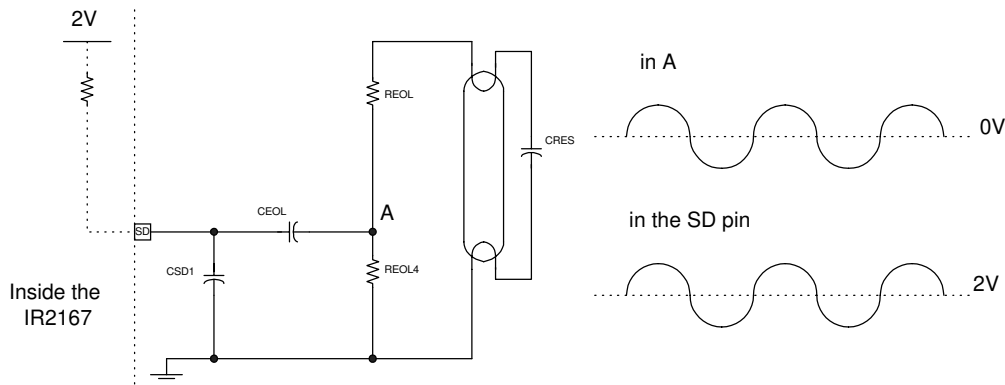 2V
in A
REOL
0V
CRES
A
in the SD pin
CEOL
SD
CSD1
REOL4
2V
Inside the
IR2167